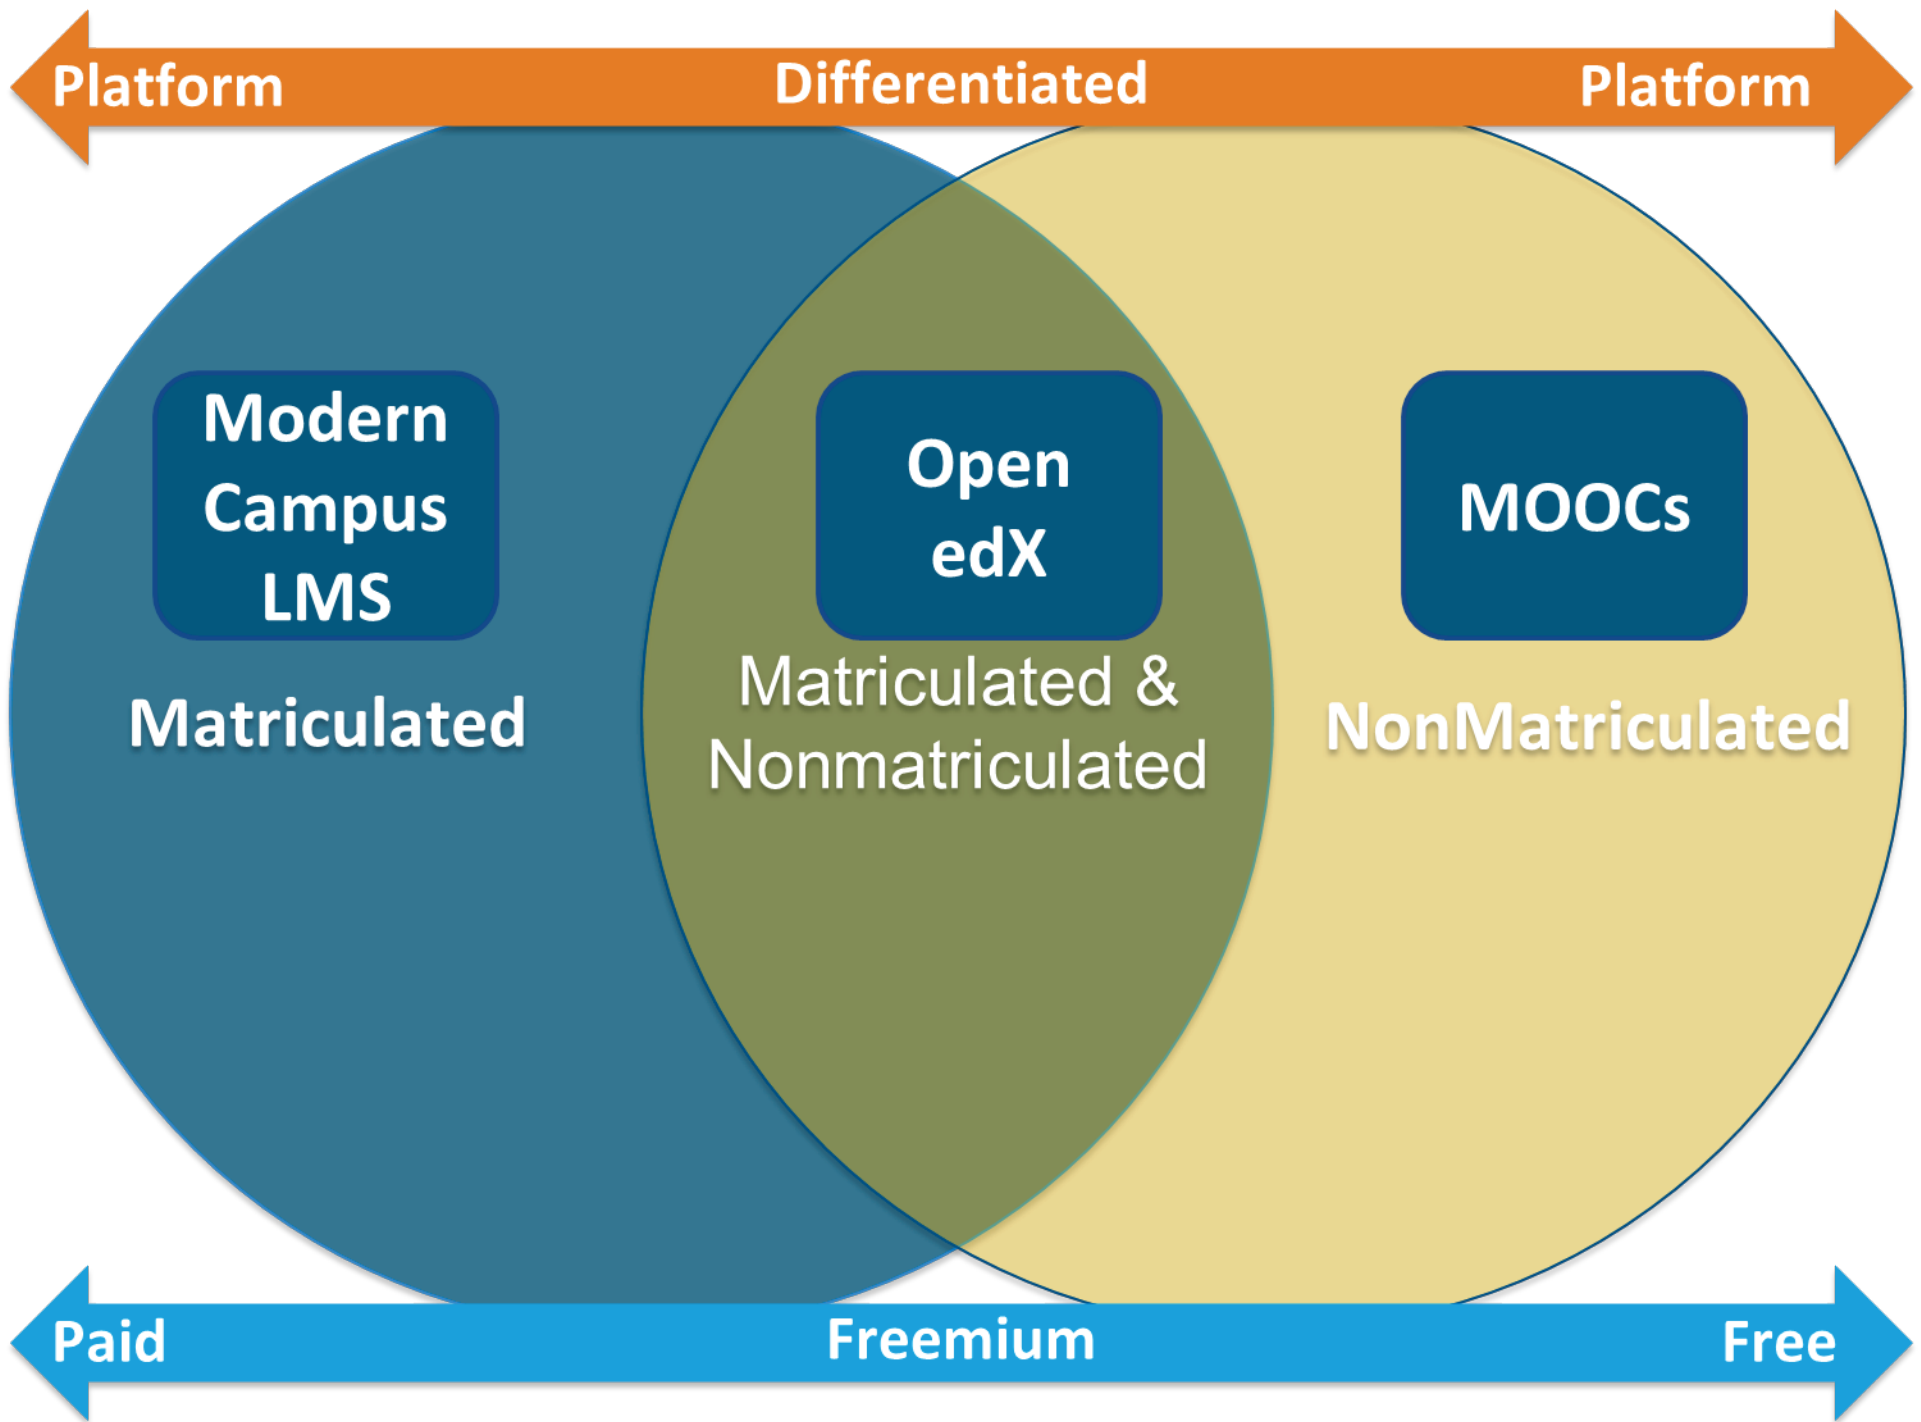 Platform Differentiated Platform
Modern
Campus
LMS
Matriculated
Open
edX
Matriculated &
Nonmatriculated
MOOCs
NonMatriculated
Paid Freemium Free